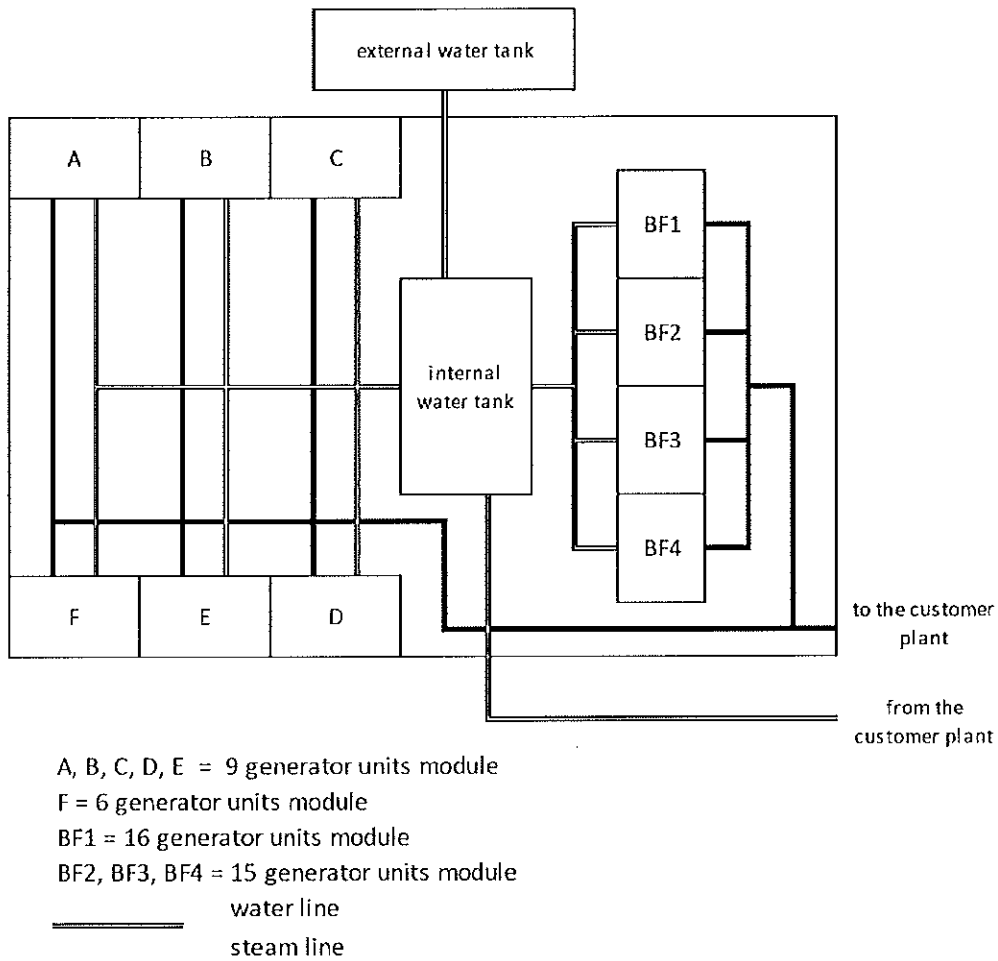 external water tank
A
B
C
BF1
BF2
internal
water tank
BF3
BF4
F
E
D
to the customer
plant
from the
customer plant
A, B, C, D, E = 9 generator units module
F = 6 generator units module
BF1 = 16 generator units module
BF2, BF3, BF4 = 15 generator units module
water line
steam line